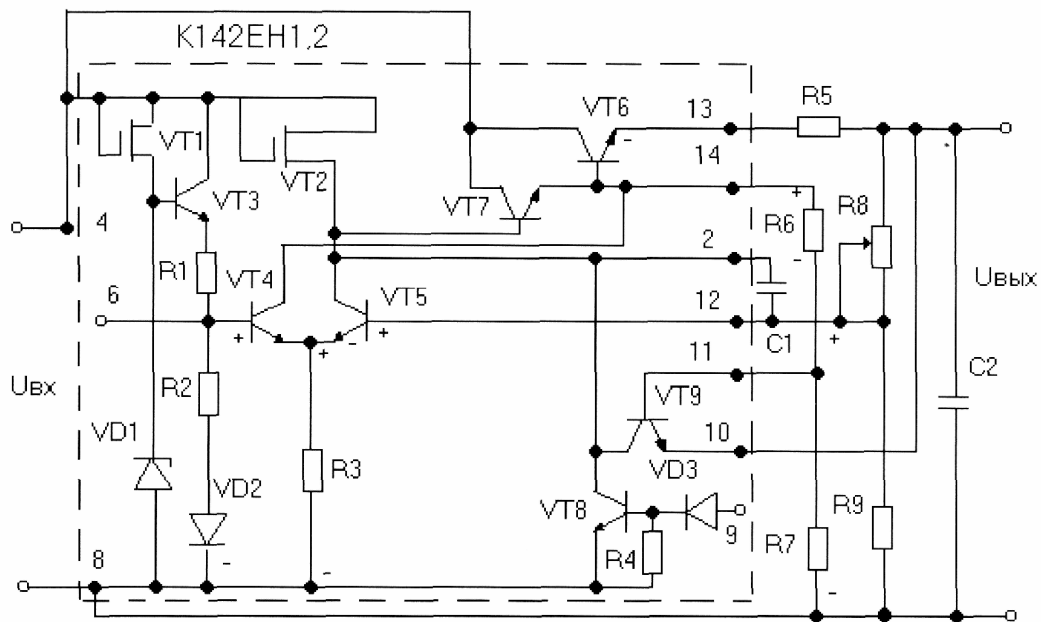 К142ЕН1,2
VT1
VT2
VT3
VT6
13
R5
14
VT7
4
R1
VT4
VT5
6
2
12
R6
R8
Uвых
C1
11
VT9
10
VD3
C2
Uвх
R2
VD1
VD2
R3
VT8
R4
9
R7
R9
8
+
-
+
-
+
-
+
+
-
-
-
-